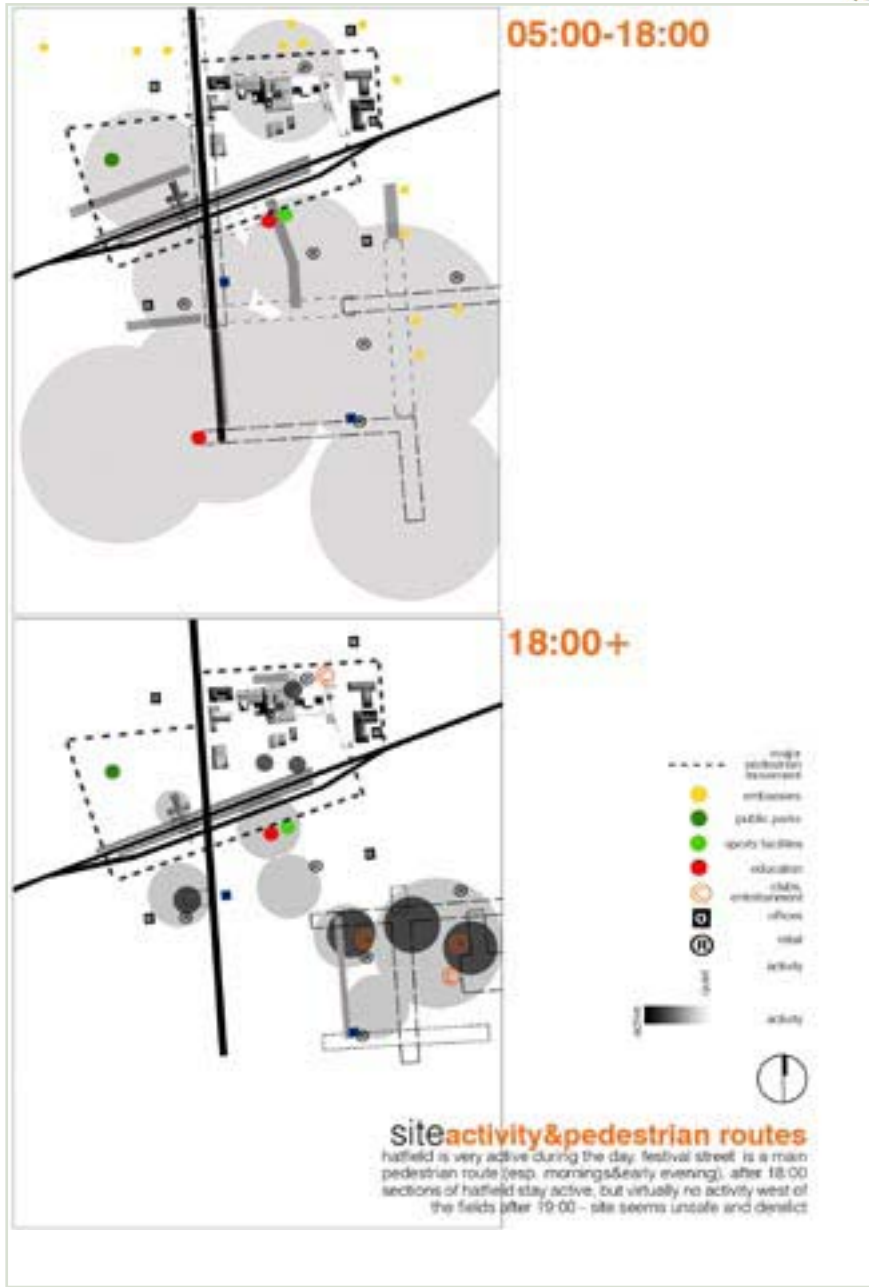 05:00-18:00
18:00+
major
pedestrian
movement
embassies
public parks
sports facilities
education
clubs,
entertainment
O
offices
R
retail
activity
quiet
active
activity
siteactivity&pedestrian routes
hatfield is very active during the day. festival street is a main
pedestrian route (esp. mornings&early evening). after 18:00
sections of hatfield stay active, but virtually no activity west of
the fields after 19:00 - site seems unsafe and derelict